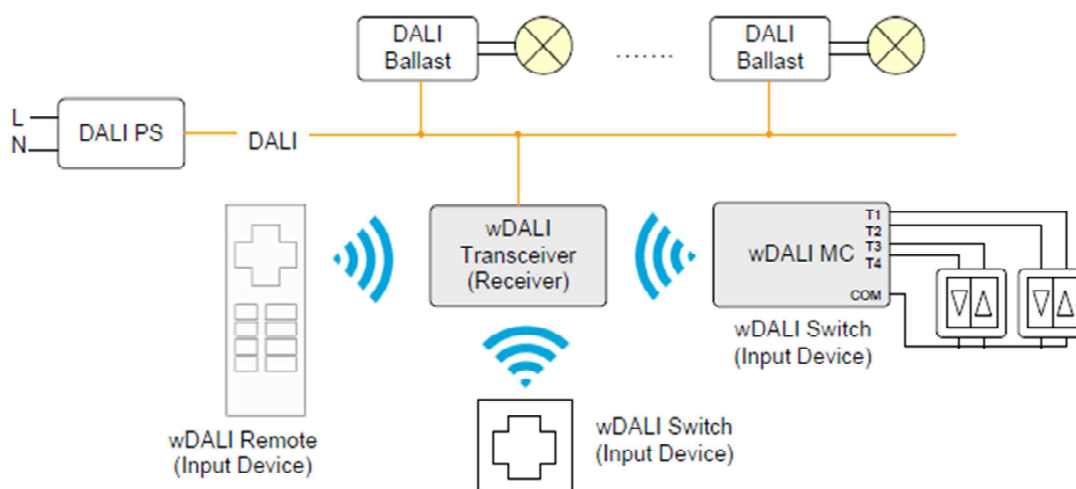 DALI
Ballast
.......
DALI
Ballast
L
N
DALI PS
DALI
wDALI
Transceiver
(Receiver)
wDALI MC
T1
T2
T3
T4
COM
wDALI Switch
(Input Device)
wDALI Remote
(Input Device)
wDALI Switch
(Input Device)